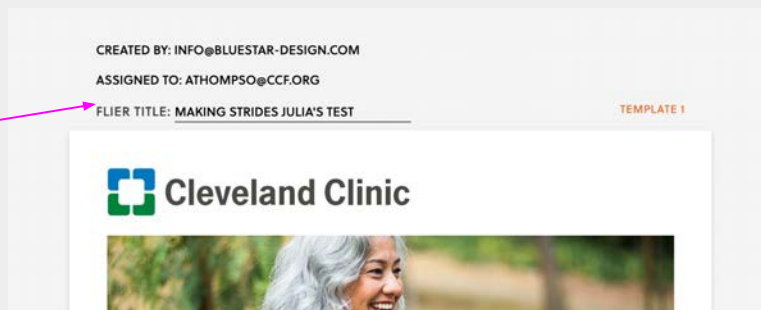 CREATED BY: INFO@BLUESTAR-DESIGN.COM
ASSIGNED TO: ATHOMPSO@CCF.ORG
FLIER TITLE: MAKING STRIDES JULIA'S TEST
TEMPLATE 1
Cleveland Clinic